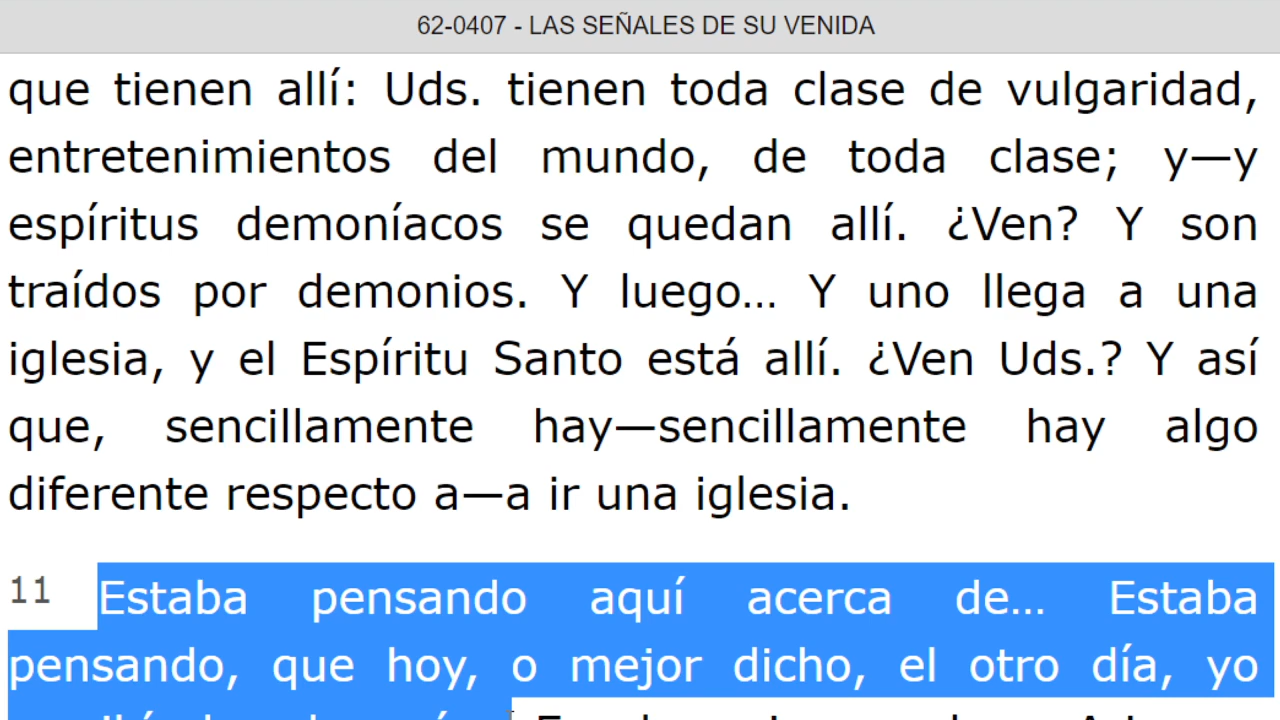 62-0407 - LAS SEÑALES DE SU VENIDA
que tienen allí: Uds. tienen toda clase de vulgaridad,
entretenimientos del mundo, de toda clase; y—y
espíritus demoníacos se quedan allí. ¿Ven? Y son
traídos por demonios. Y luego… Y uno llega a una
iglesia, y el Espíritu Santo está allí. ¿Ven Uds.? Y así
que, sencillamente hay—sencillamente hay algo
diferente respecto a—a ir una iglesia.
11 Estaba pensando aquí acerca de… Estaba
pensando, que hoy, o mejor dicho, el otro día, yo